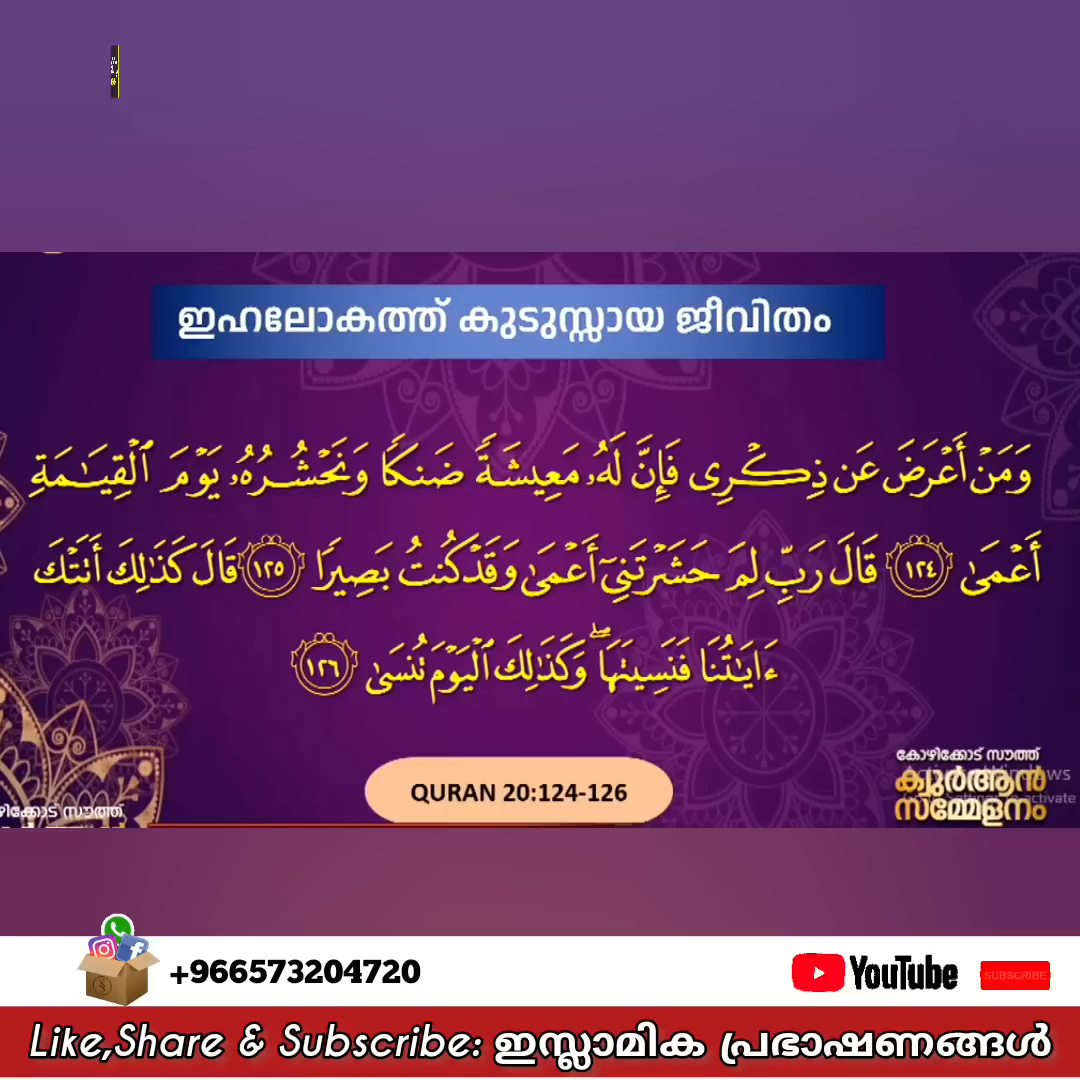 ഇഹലോകത്ത് കുടുസ്സായ ജീവിതം
وَمَنْ أَعْرَضَ عَن ذِكْرِى فَإِنَّ لَهُۥ مَعِيشَةً ضَنكًا وَنَحْشُرُهُۥ يَوْمَ ٱلْقِيَـٰمَةِ
أَعْمَىٰ ١٢٤ قَالَ رَبِّ لِمَ حَشَرْتَنِىٓ أَعْمَىٰ وَقَدْ كُنتُ بَصِيرًا ١٢٥ قَالَ كَذَٰلِكَ أَتَتْكَ
ءَايَـٰتُنَا فَنَسِيتَهَا ۖ وَكَذَٰلِكَ ٱلْيَوْمَ تُنسَىٰ ١٢٦
QURAN 20:124-126
കോഴിക്കോട് സൗത്ത്
ഖുർആൻ
സമ്മേളനം
ഴിക്കോട് സൗത്ത്
+966573204720
YouTube
SUBSCRIBE
Like,Share & Subscribe: ഇസ്ലാമിക പ്രഭാഷണങ്ങൾ